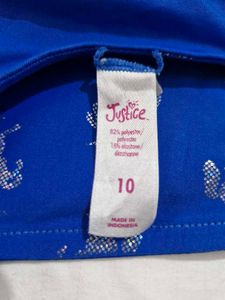 Justice
82% polyester/
polyester
18% elastane/
élasthanne
10
MADE IN
INDONESIA